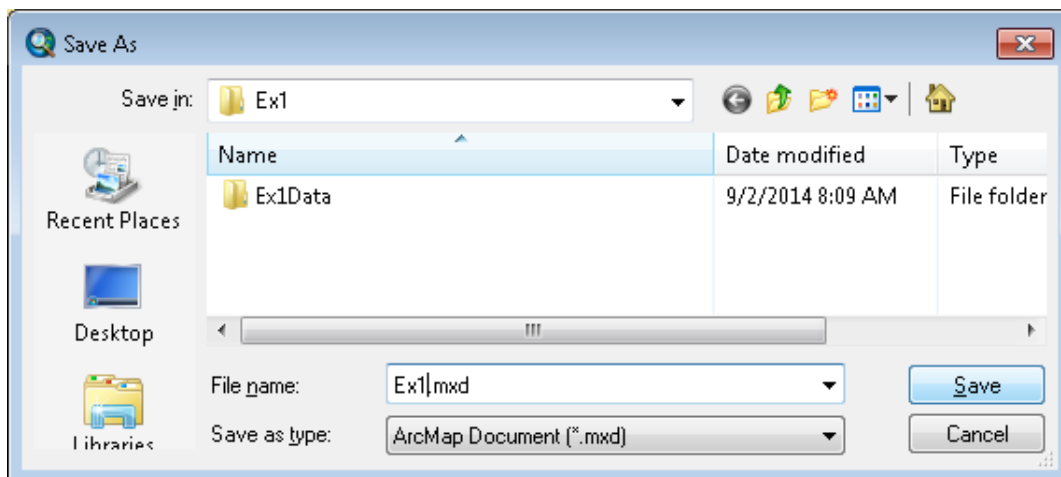 Save As
Save in: Ex1
Name Date modified Type
Ex1Data 9/2/2014 8:09 AM File folder
Recent Places
Desktop
Libraries
File name: Ex1.mxd Save
Save as type: ArcMap Document (*.mxd) Cancel